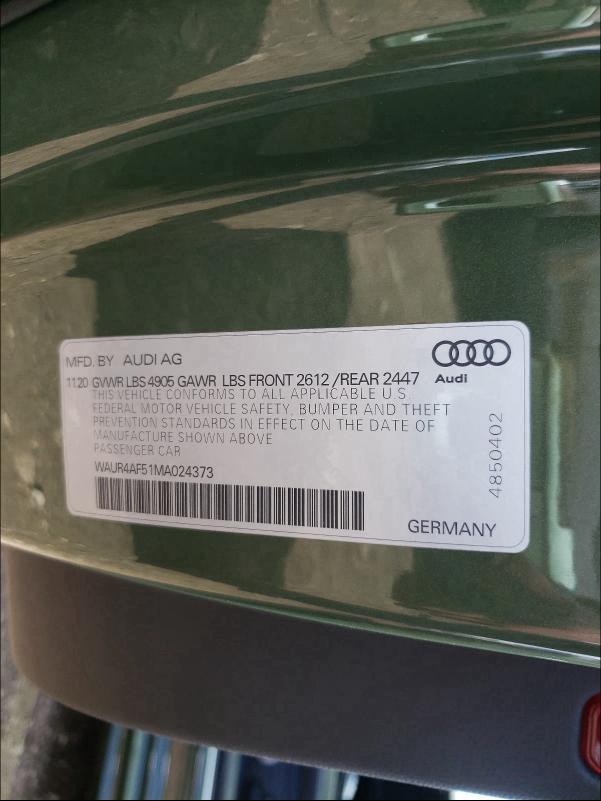 MFD. BY AUDI AG
11.20 GVWR LBS 4905 GAWR LBS FRONT 2612 /REAR 2447
Audi
THIS VEHICLE CONFORMS TO ALL APPLICABLE U.S.
FEDERAL MOTOR VEHICLE SAFETY, BUMPER AND THEFT
PREVENTION STANDARDS IN EFFECT ON THE DATE OF
MANUFACTURE SHOWN ABOVE
PASSENGER CAR
WAUR4AF51MA024373
4850402
GERMANY